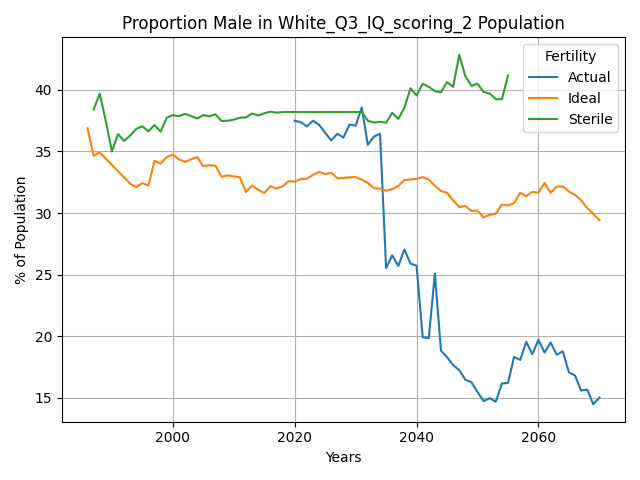 Proportion Male in White_Q3_IQ_scoring_2 Population
Fertility
Actual
Ideal
Sterile
% of Population
40
35
30
25
20
15
2000
2020
2040
2060
Years